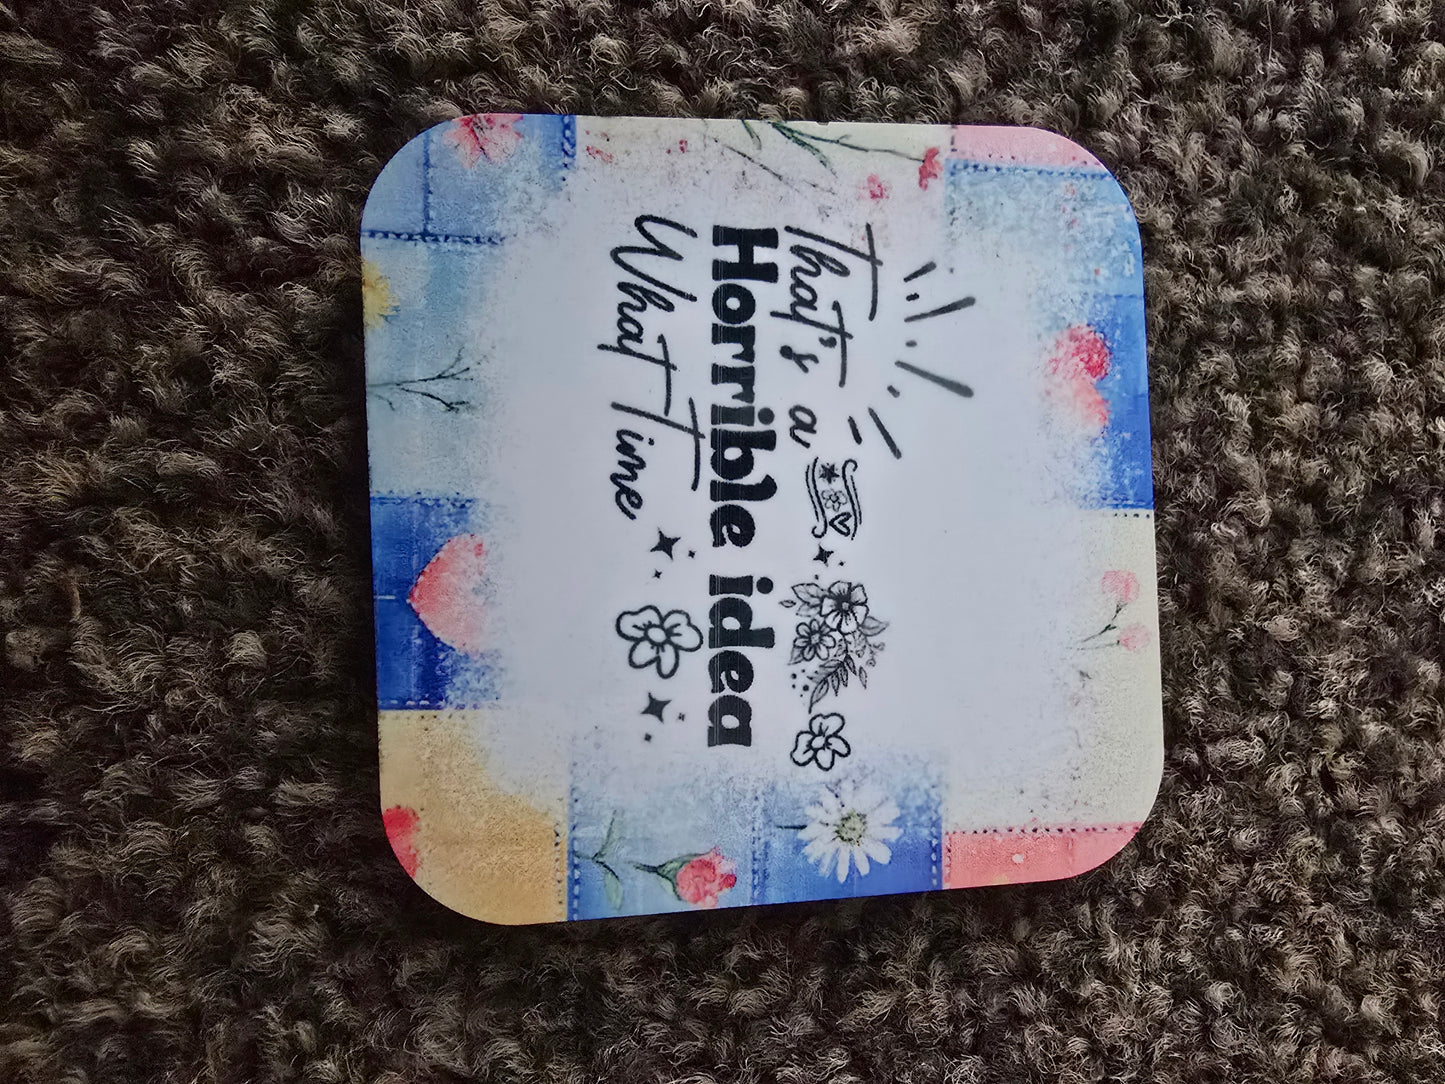 That's a
Horrible idea
What Time